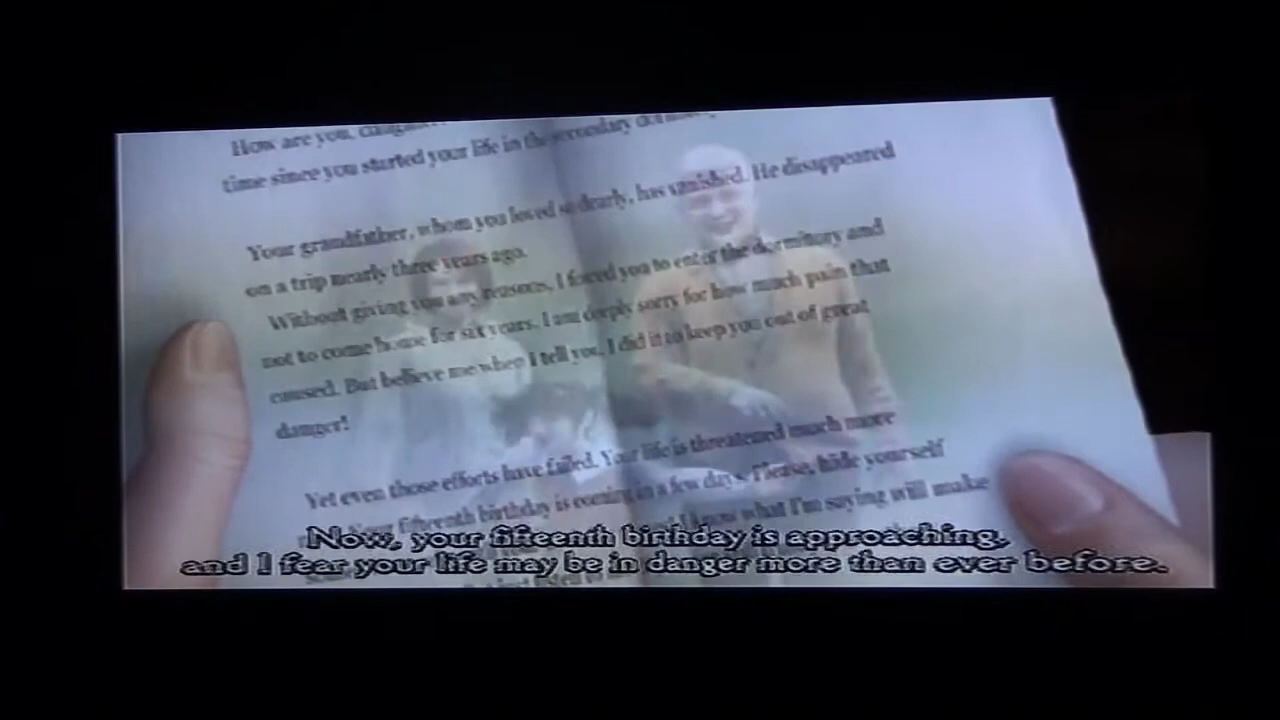 How are you,
time since you started your life in the secondary
Your grandfather, whom you loved so dearly, has vanished. He disappeared
on a trip nearly three years ago.
Without giving you any reasons, I forced you to enter the dormitory and
not to come home for six years. I am deeply sorry for how much pain that
caused. But believe me when I tell you, I did it to keep you out of great
danger!
Yet even those efforts have failed. Your life is threatened much more
Your fifteenth birthday is coming in a few days. Please, hide yourself
I know what I'm saying will make
Now, your fifteenth birthday is approaching,
and I fear your life may be in danger more than ever before.